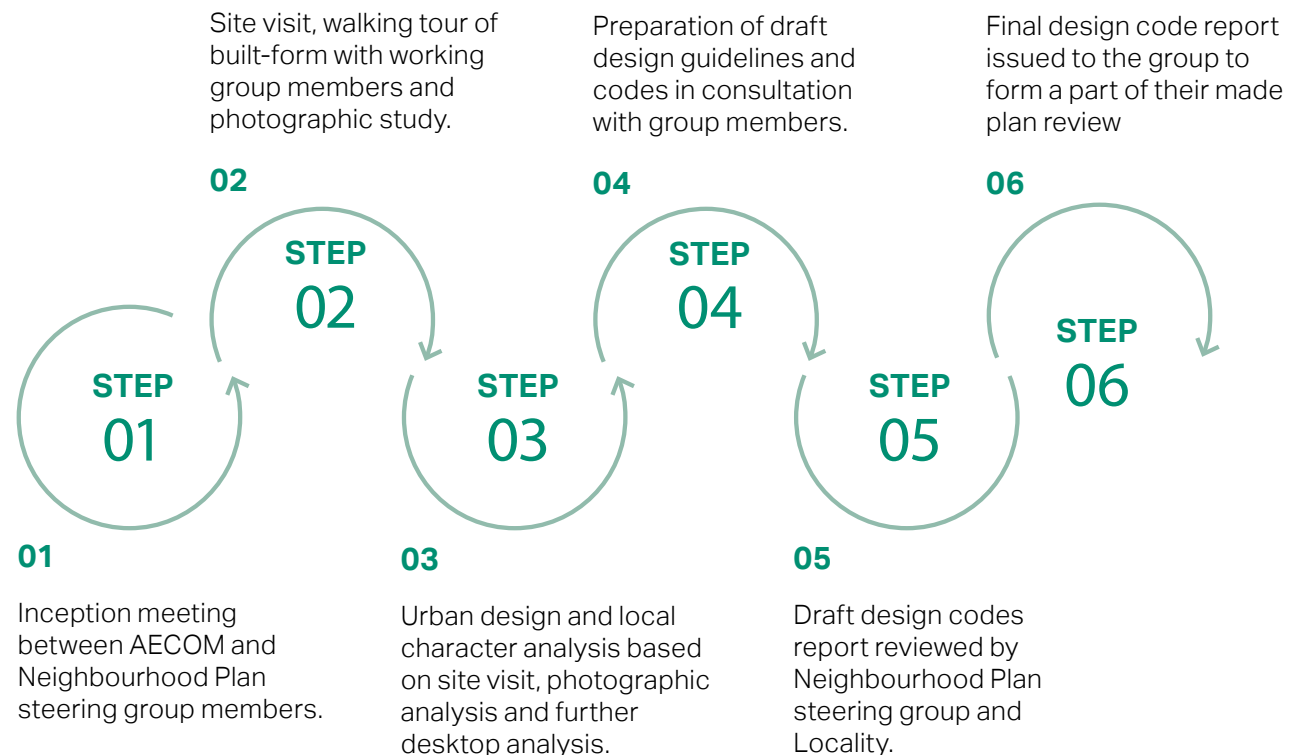 Site visit, walking tour of
built-form with working
group members and
photographic study.
02
Preparation of draft
design guidelines and
codes in consultation
with group members.
04
Final design code report
issued to the group to
form a part of their made
plan review
06
STEP
01
STEP
02
STEP
03
STEP
04
STEP
05
STEP
06
01
Inception meeting
between AECOM and
Neighbourhood Plan
steering group members.
03
Urban design and local
character analysis based
on site visit, photographic
analysis and further
desktop analysis.
05
Draft design codes
report reviewed by
Neighbourhood Plan
steering group and
Locality.